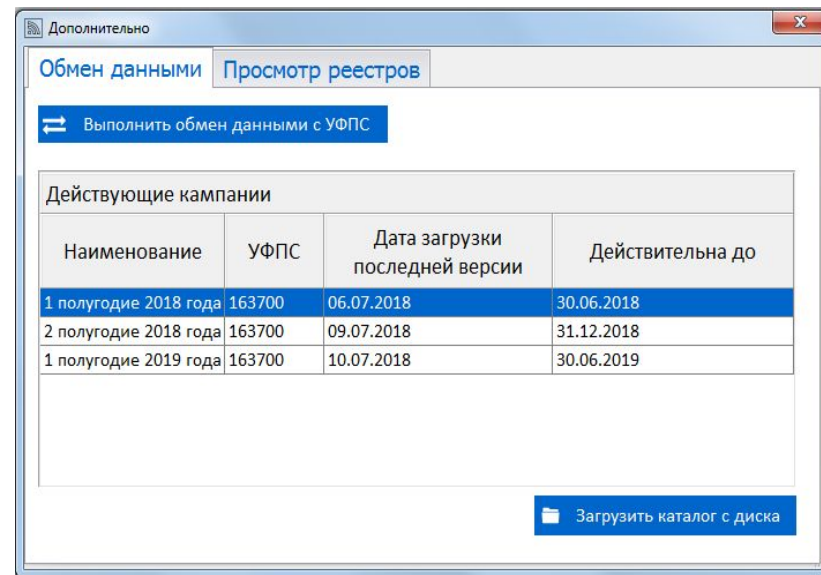 Дополнительно
x
Обмен данными Просмотр реестров
Выполнить обмен данными с УФПС
Действующие кампании
Наименование УФПС Дата загрузки последней версии Действительна до
1 полугодие 2018 года 163700 06.07.2018 30.06.2018
2 полугодие 2018 года 163700 09.07.2018 31.12.2018
1 полугодие 2019 года 163700 10.07.2018 30.06.2019
Загрузить каталог с диска